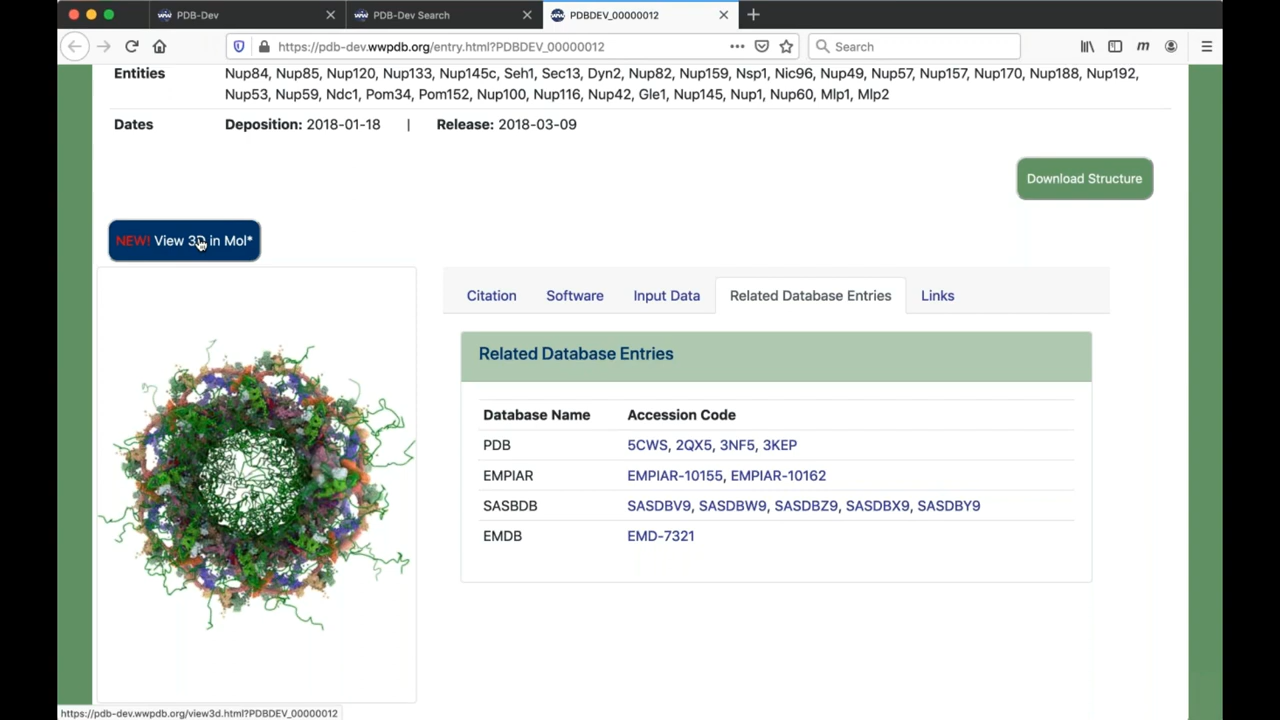 PDB-Dev
PDB-Dev Search
PDBDEV_00000012
https://pdb-dev.wwpdb.org/entry.html?PDBDEV_00000012
Search
Entities Nup84, Nup85, Nup120, Nup133, Nup145c, Seh1, Sec13, Dyn2, Nup82, Nup159, Nsp1, Nic96, Nup49, Nup57, Nup157, Nup170, Nup188, Nup192,
Nup53, Nup59, Ndc1, Pom34, Pom152, Nup100, Nup116, Nup42, Gle1, Nup145, Nup1, Nup60, Mlp1, Mlp2
Dates Deposition: 2018-01-18 | Release: 2018-03-09
Download Structure
NEW! View 3D in Mol*
Citation Software Input Data Related Database Entries Links
Related Database Entries
Database Name Accession Code
PDB 5CWS, 2QX5, 3NF5, 3KEP
EMPIAR EMPIAR-10155, EMPIAR-10162
SASBDB SASDBV9, SASDBW9, SASDBZ9, SASDBX9, SASDBY9
EMDB EMD-7321
https://pdb-dev.wwpdb.org/view3d.html?PDBDEV_00000012